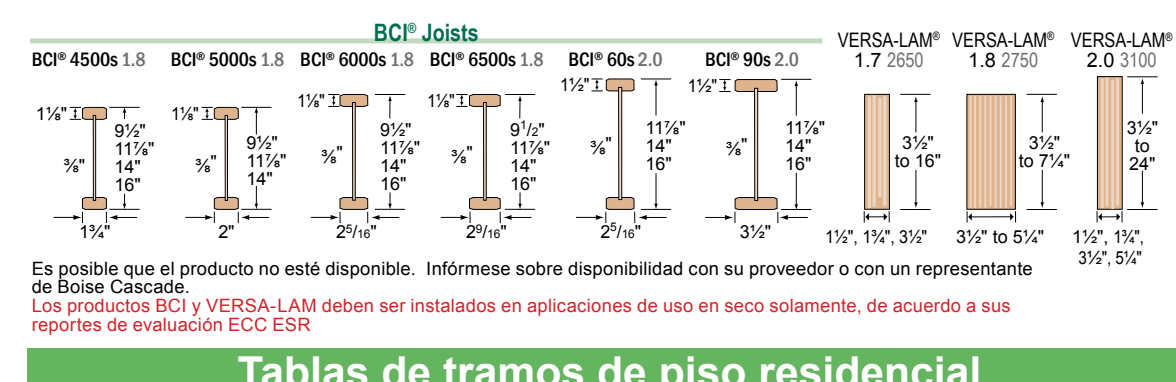 BCI® Joists
VERSA-LAM® VERSA-LAM® VERSA-LAM®
1.7 2650 1.8 2750 2.0 3100
BCI® 4500s 1.8 BCI® 5000s 1.8 BCI® 6000s 1.8 BCI® 6500s 1.8 BCI® 60s 2.0 BCI® 90s 2.0
1⅛" ⅜" 9½" 11⅞" 14" 16" 1¾"
1⅛" ⅜" 9½" 11⅞" 14" 2"
1⅛" ⅜" 9½" 11⅞" 14" 16" 2⁵/₁₆"
1⅛" ⅜" 9¹/₂" 11⅞" 14" 16" 2⁹/₁₆"
1½" ⅜" 11⅞" 14" 16" 2⁵/₁₆"
1½" ⅜" 11⅞" 14" 16" 3½"
3½" to 16" 1½", 1¾", 3½"
3½" to 7¼" 3½" to 5¼"
3½" to 24" 1½", 1¾", 3½", 5¼"
Es posible que el producto no esté disponible. Infórmese sobre disponibilidad con su proveedor o con un representante
de Boise Cascade.
Los productos BCI y VERSA-LAM deben ser instalados en aplicaciones de uso en seco solamente, de acuerdo a sus
reportes de evaluación ECC ESR
Tablas de tramos de piso residencial